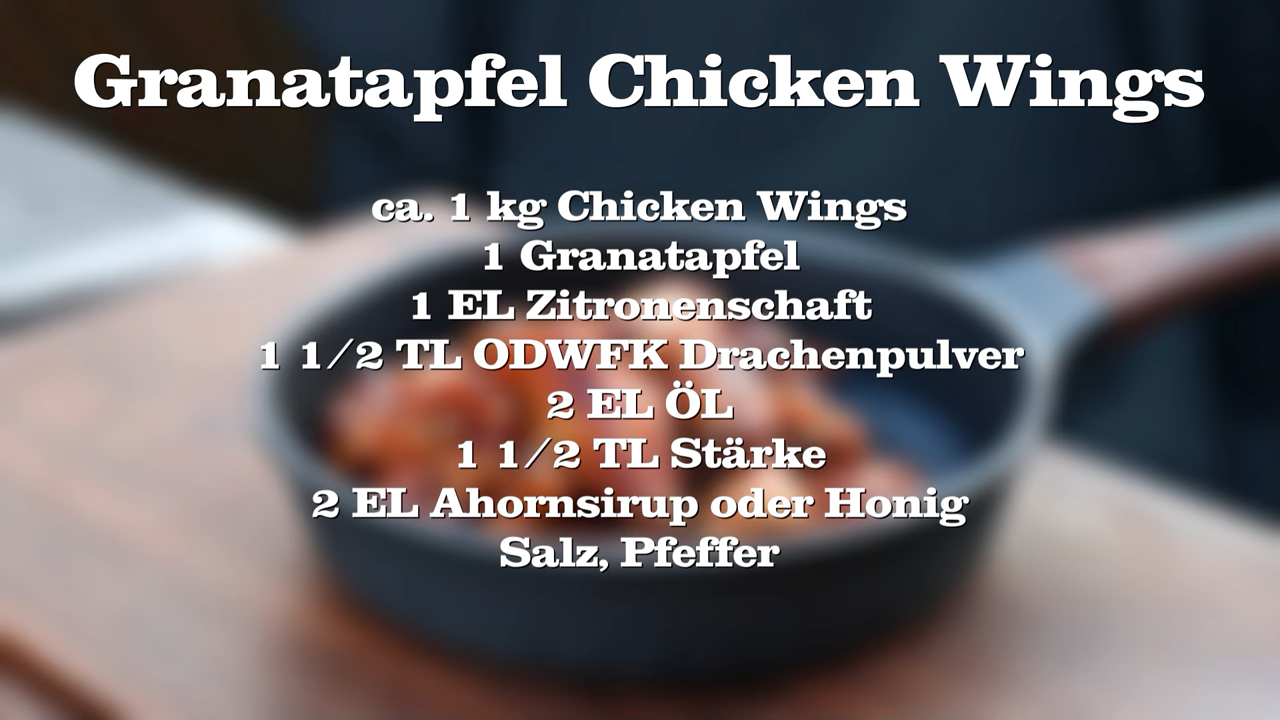 Granatapfel Chicken Wings
ca. 1 kg Chicken Wings
1 Granatapfel
1 EL Zitronenschaft
1 1/2 TL ODWFK Drachenpulver
2 EL ÖL
1 1/2 TL Stärke
2 EL Ahornsirup oder Honig
Salz, Pfeffer